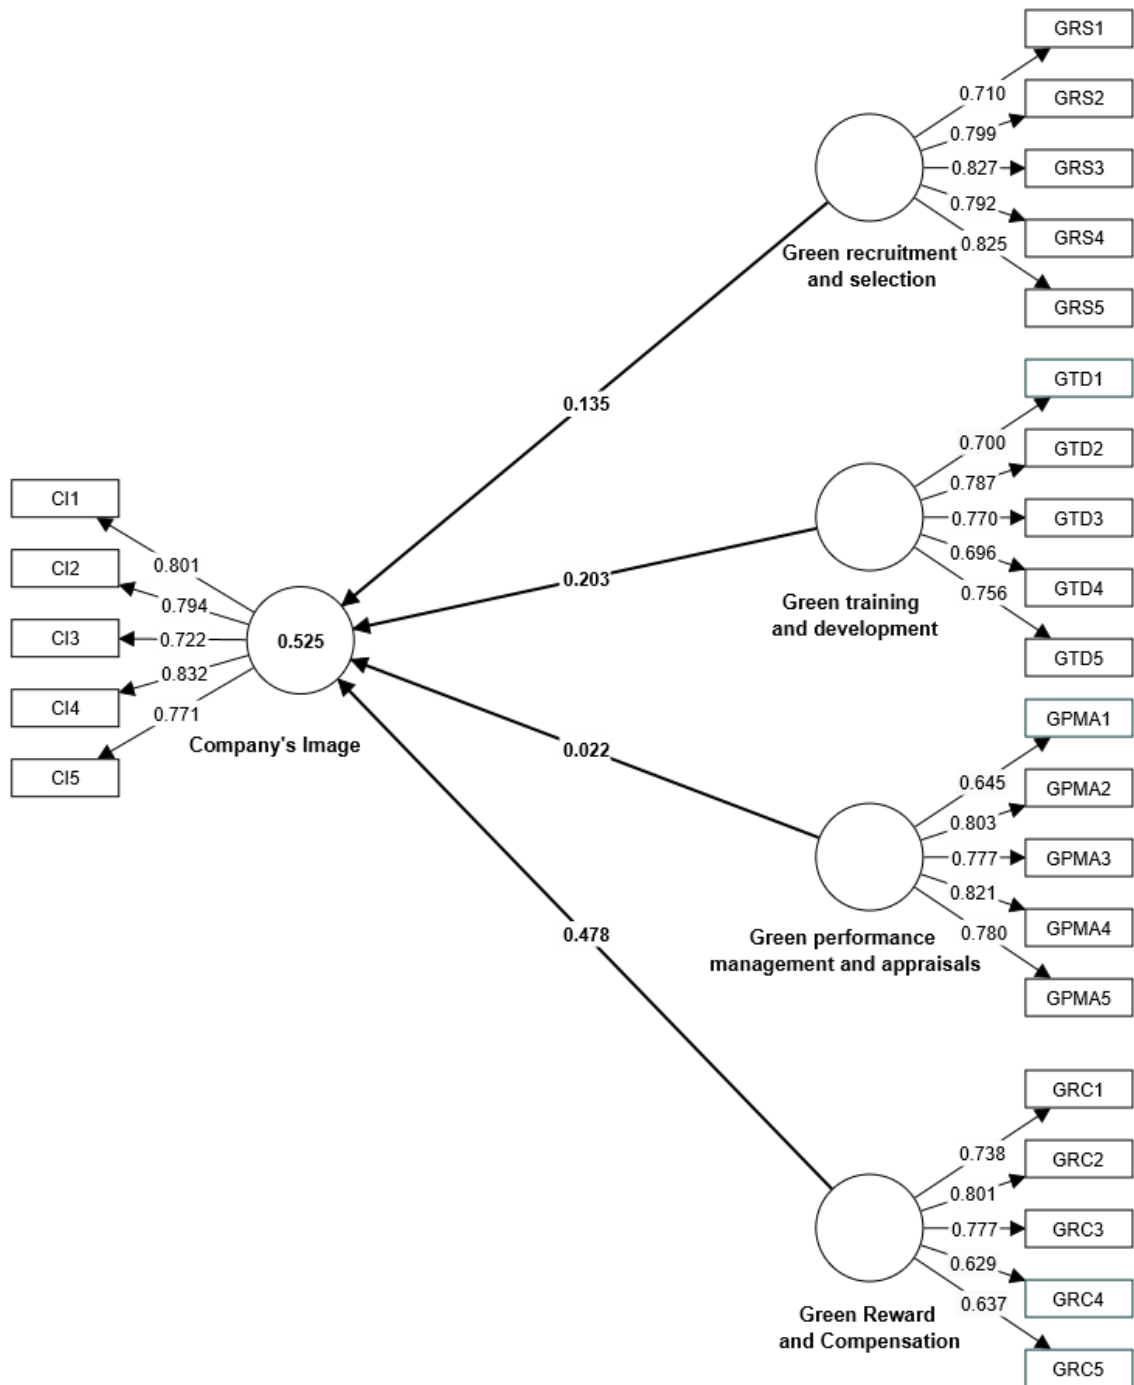 GRS1
0.710
GRS2
0.799
0.827
GRS3
0.792
GRS4
0.825
GRS5
Green recruitment
and selection
0.135
GTD1
0.700
GTD2
0.787
0.770
GTD3
0.696
GTD4
0.756
GTD5
Green training
and development
0.203
CI1
0.801
CI2
0.794
CI3
0.722
0.832
CI4
0.771
CI5
0.525
Company's Image
0.022
GPMA1
0.645
GPMA2
0.803
0.777
GPMA3
0.821
GPMA4
0.780
GPMA5
Green performance
management and appraisals
0.478
GRC1
0.738
GRC2
0.801
0.777
GRC3
0.629
GRC4
0.637
GRC5
Green Reward
and Compensation